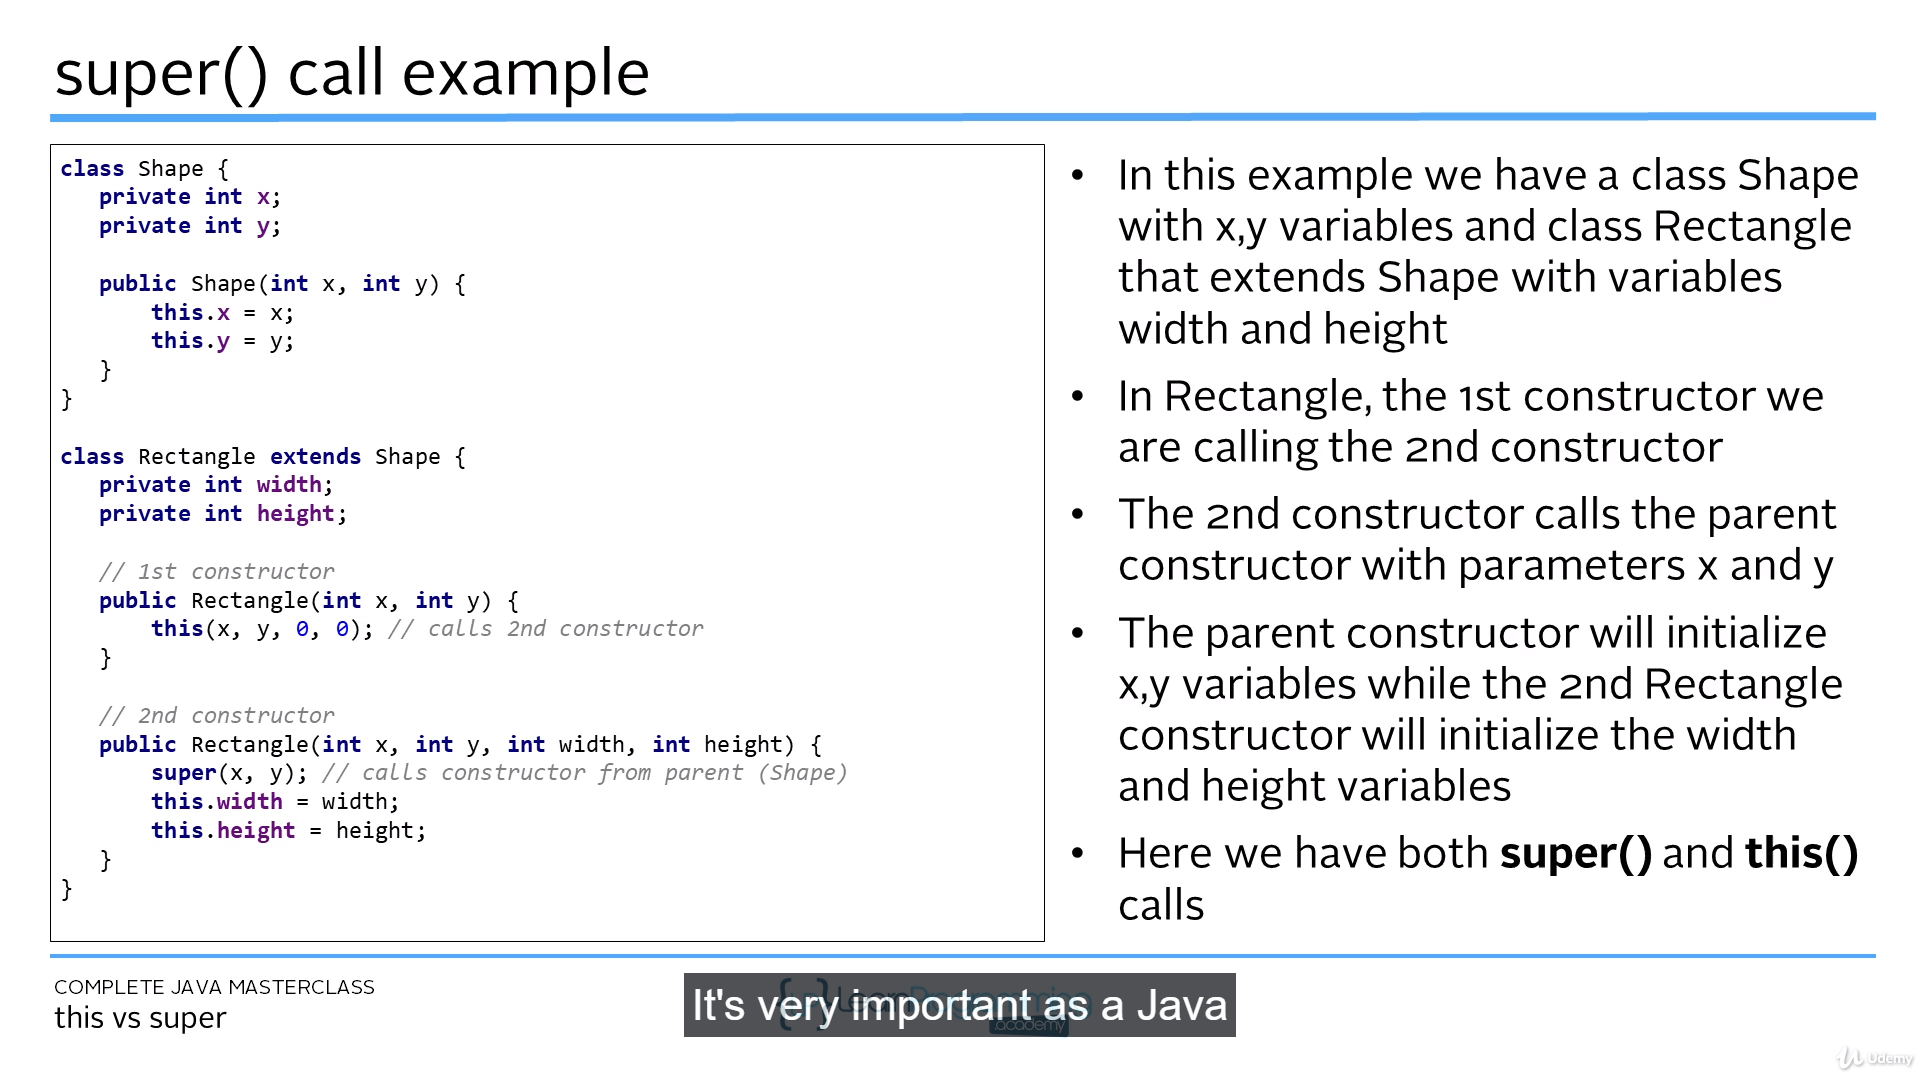 super() call example
class Shape {
private int x;
private int y;
public Shape(int x, int y) {
this.x = x;
this.y = y;
}
}
class Rectangle extends Shape {
private int width;
private int height;
// 1st constructor
public Rectangle(int x, int y) {
this(x, y, 0, 0); // calls 2nd constructor
}
// 2nd constructor
public Rectangle(int x, int y, int width, int height) {
super(x, y); // calls constructor from parent (Shape)
this.width = width;
this.height = height;
}
}
• In this example we have a class Shape
with x,y variables and class Rectangle
that extends Shape with variables
width and height
• In Rectangle, the 1st constructor we
are calling the 2nd constructor
• The 2nd constructor calls the parent
constructor with parameters x and y
• The parent constructor will initialize
x,y variables while the 2nd Rectangle
constructor will initialize the width
and height variables
• Here we have both super() and this()
calls
COMPLETE JAVA MASTERCLASS
this vs super
It's very important as a Java
LearnProgramming
academy
Udemy